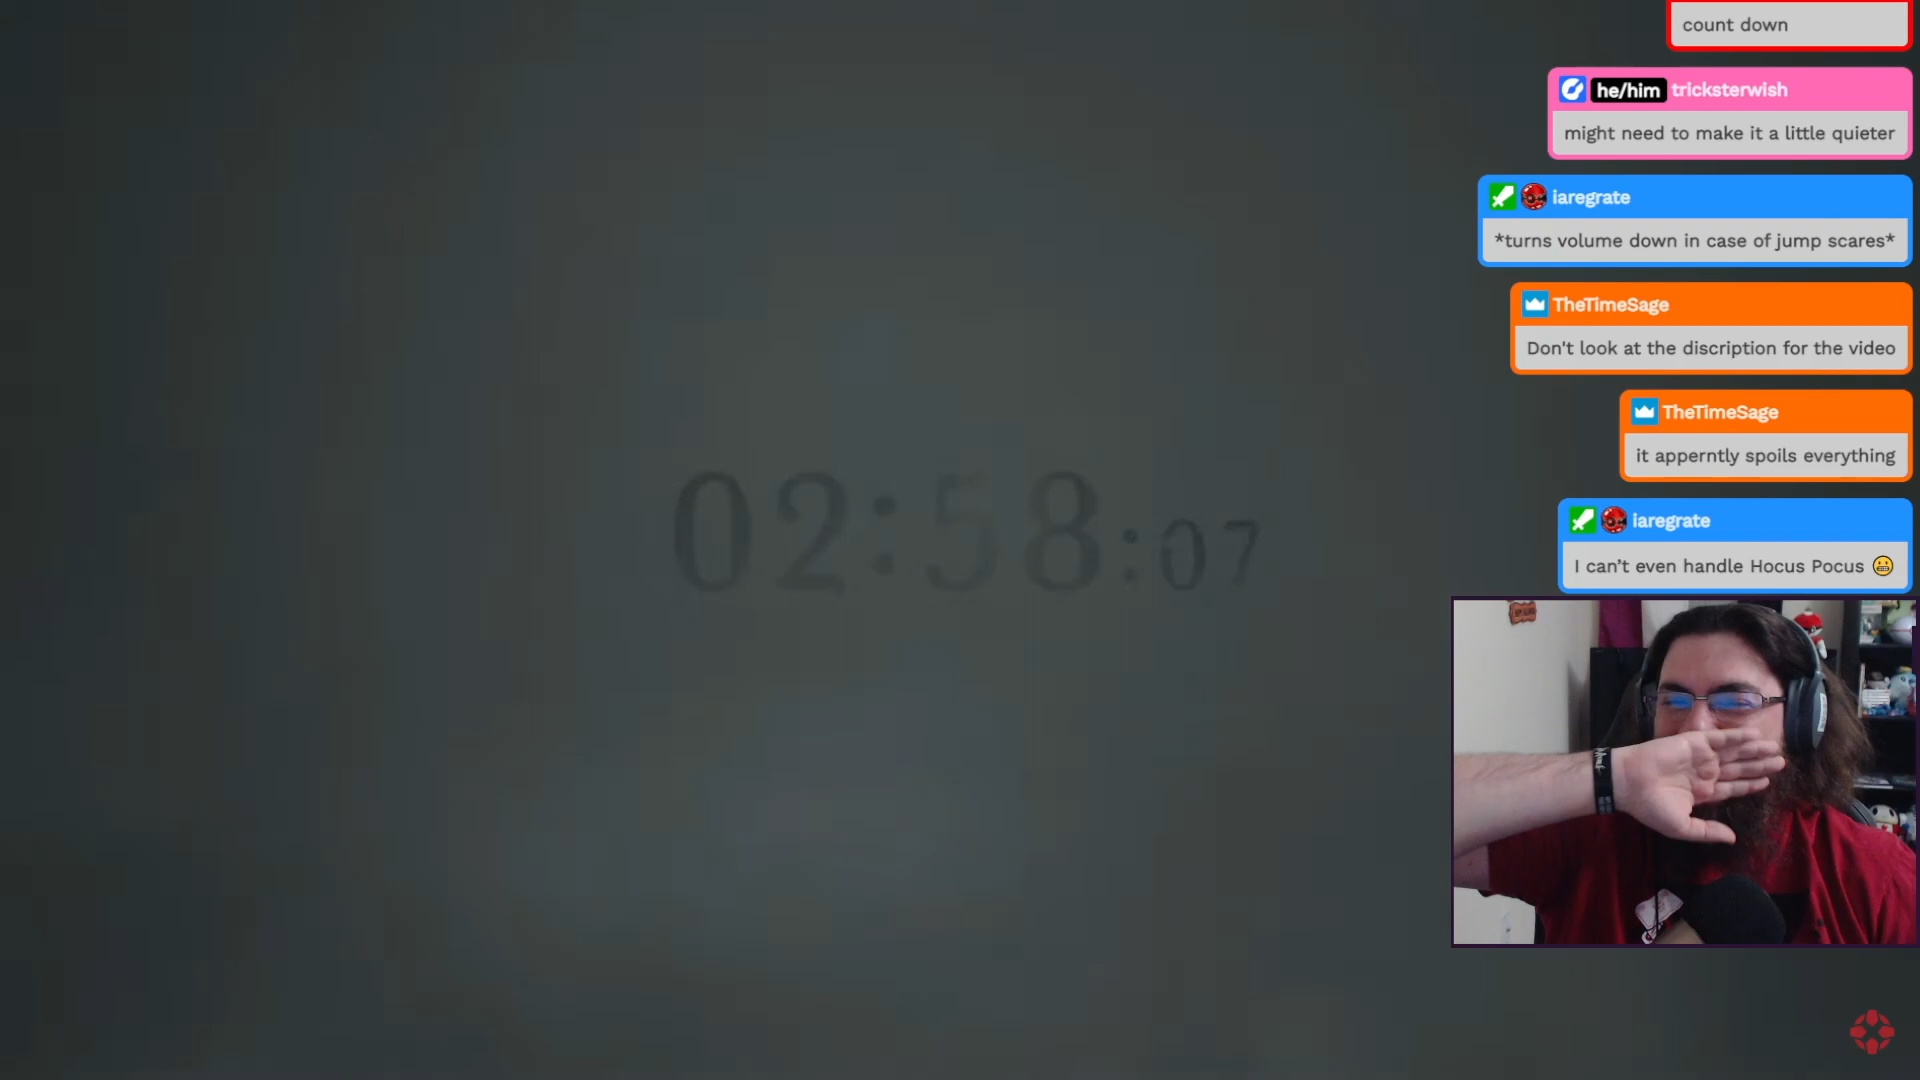 count down
he/him tricksterwish
might need to make it a little quieter
iaregrate
*turns volume down in case of jump scares*
TheTimeSage
Don't look at the discription for the video
TheTimeSage
it apperntly spoils everything
iaregrate
I can't even handle Hocus Pocus 😬
02:58:07